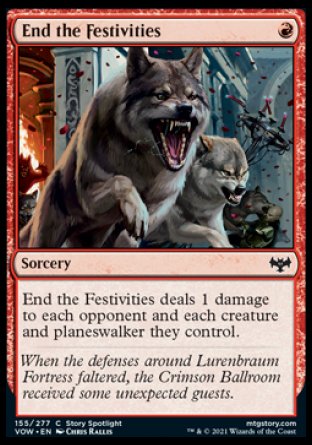 End the Festivities
Sorcery
End the Festivities deals 1 damage
to each opponent and each creature
and planeswalker they control.
When the defenses around Lurenbraum
Fortress faltered, the Crimson Ballroom
received some unexpected guests.
155/277 C Story Spotlight
mtgstory.com
VOW • EN CHRIS RALLIS
™ & © 2021 Wizards of the Coast